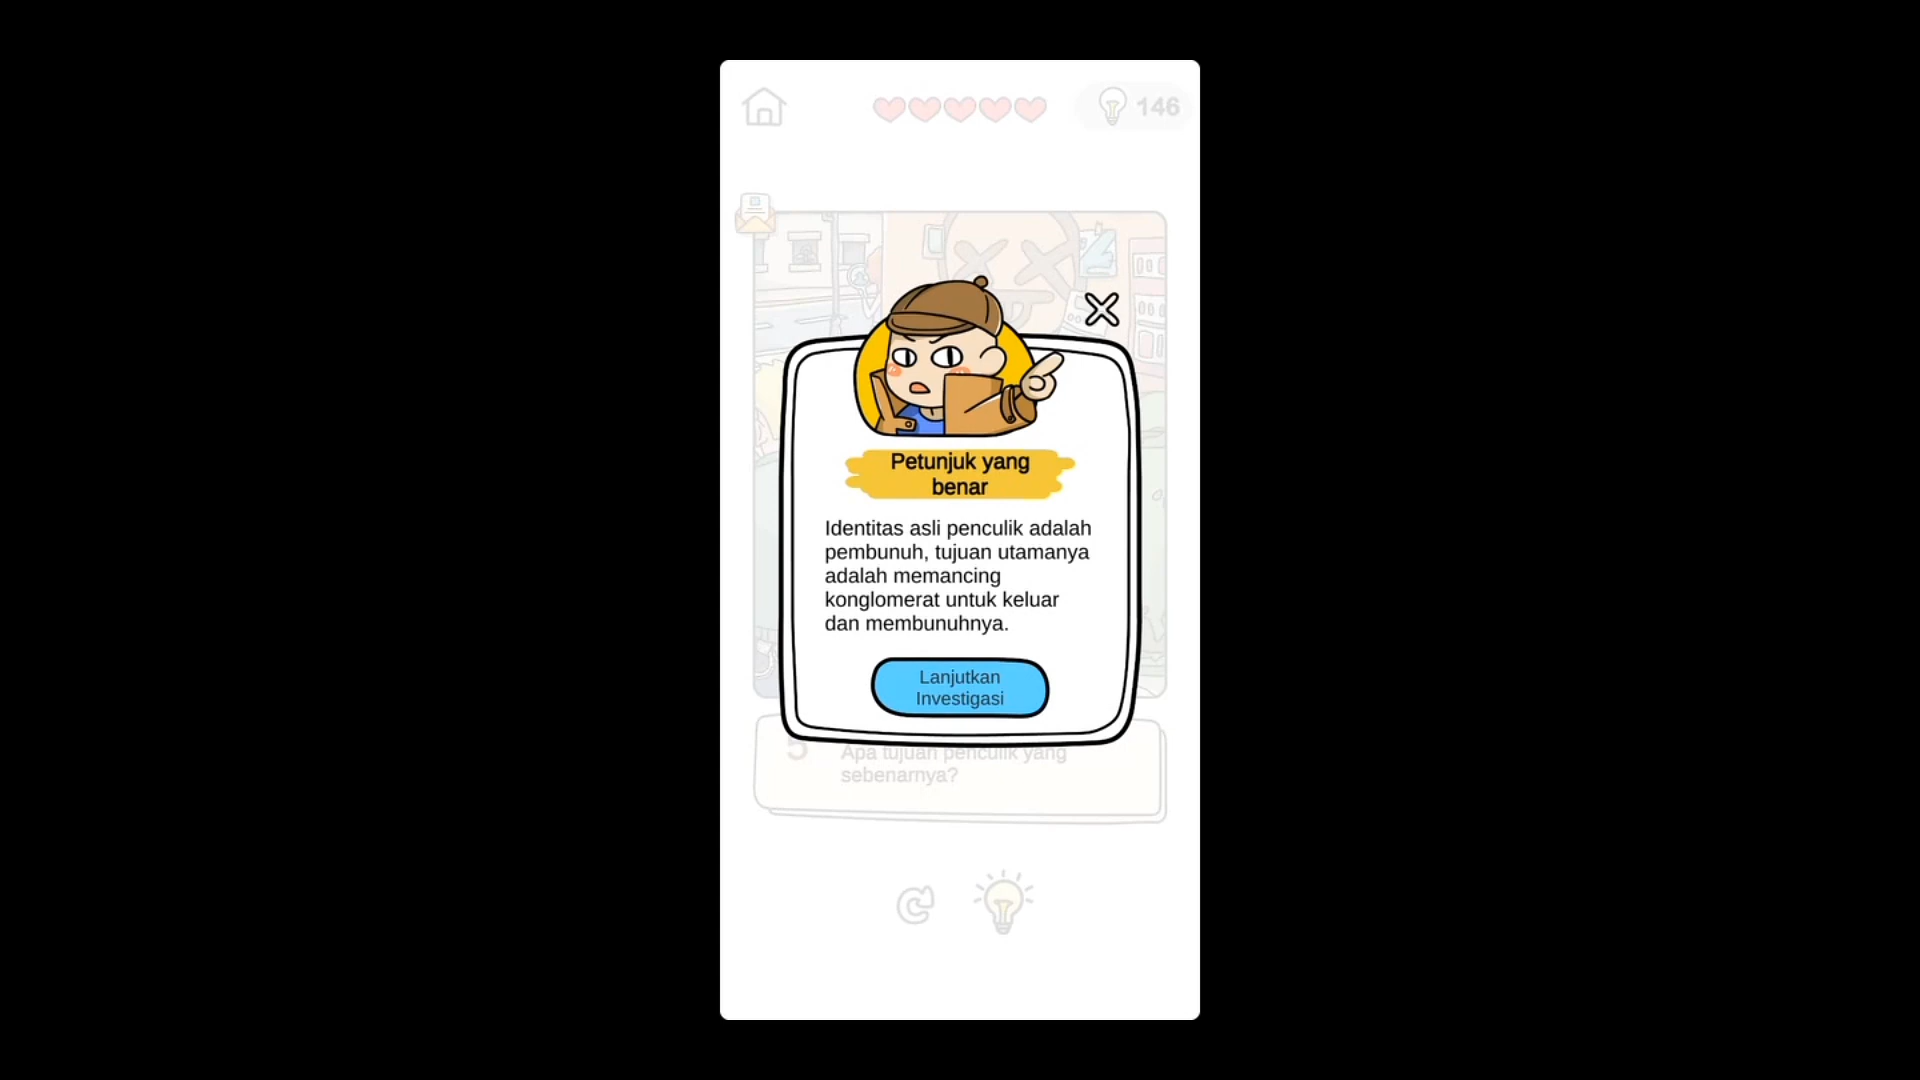 146
Petunjuk yang
benar
Identitas asli penculik adalah
pembunuh, tujuan utamanya
adalah memancing
konglomerat untuk keluar
dan membunuhnya.
Lanjutkan
Investigasi
5
Apa tujuan penculik yang
sebenarnya?